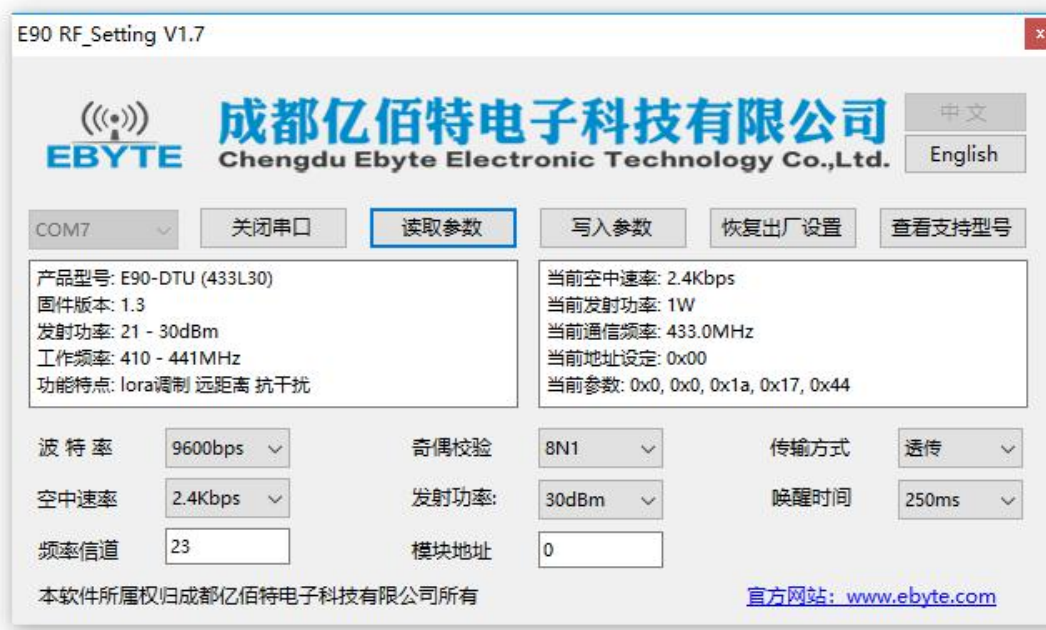 E90 RF_Setting V1.7
x
EBYTE
成都亿佰特电子科技有限公司
Chengdu Ebyte Electronic Technology Co.,Ltd.
中文
English
COM7
关闭串口
读取参数
写入参数
恢复出厂设置
查看支持型号
产品型号: E90-DTU (433L30)
固件版本: 1.3
发射功率: 21 - 30dBm
工作频率: 410 - 441MHz
功能特点: lora调制 远距离 抗干扰
当前空中速率: 2.4Kbps
当前发射功率: 1W
当前通信频率: 433.0MHz
当前地址设定: 0x00
当前参数: 0x0, 0x0, 0x1a, 0x17, 0x44
波 特 率 9600bps 奇偶校验 8N1 传输方式 透传
空中速率 2.4Kbps 发射功率: 30dBm 唤醒时间 250ms
频率信道 23 模块地址 0
本软件所属权归成都亿佰特电子科技有限公司所有 官方网站：www.ebyte.com